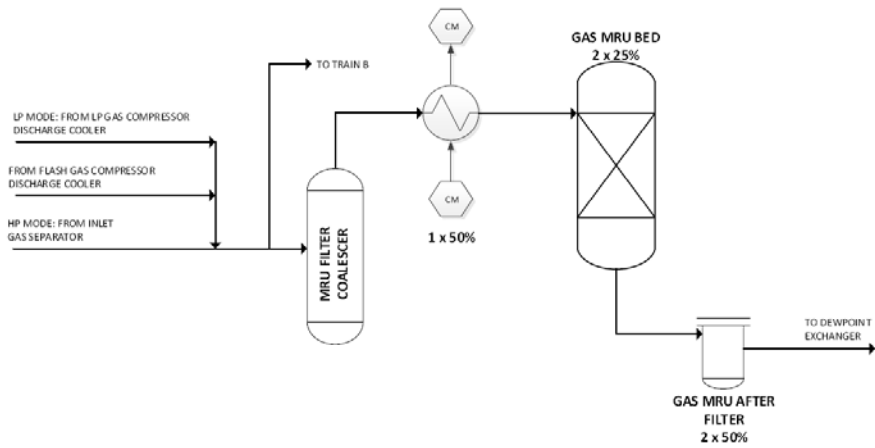 CM
GAS MRU BED
2 x 25%
TO TRAIN B
LP MODE: FROM LP GAS COMPRESSOR
DISCHARGE COOLER
FROM FLASH GAS COMPRESSOR
DISCHARGE COOLER
HP MODE: FROM INLET
GAS SEPARATOR
MRU FILTER
COALESCER
CM
1 x 50%
TO DEWPOINT
EXCHANGER
GAS MRU AFTER
FILTER
2 x 50%